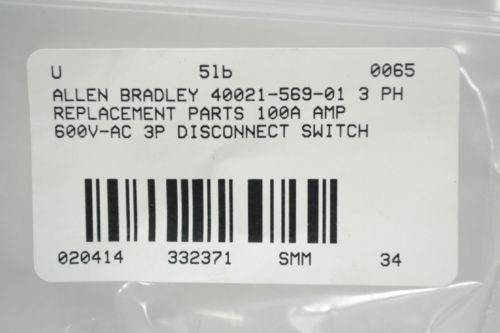 U 5lb 0065
ALLEN BRADLEY 40021-569-01 3 PH
REPLACEMENT PARTS 100A AMP
600V-AC 3P DISCONNECT SWITCH
020414 332371 SMM 34